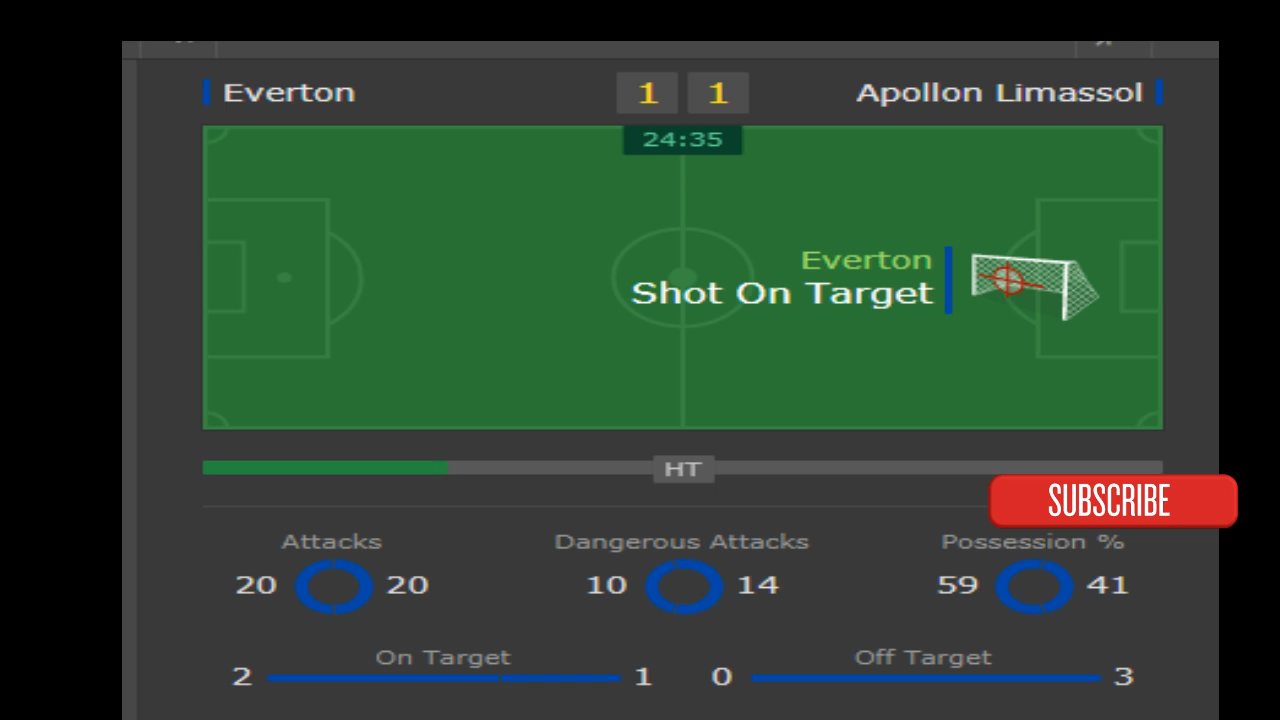 Everton 1 1 Apollon Limassol
24:35
Everton
Shot On Target
HT
SUBSCRIBE
Attacks Dangerous Attacks Possession %
20 20 10 14 59 41
On Target Off Target
2 1 0 3